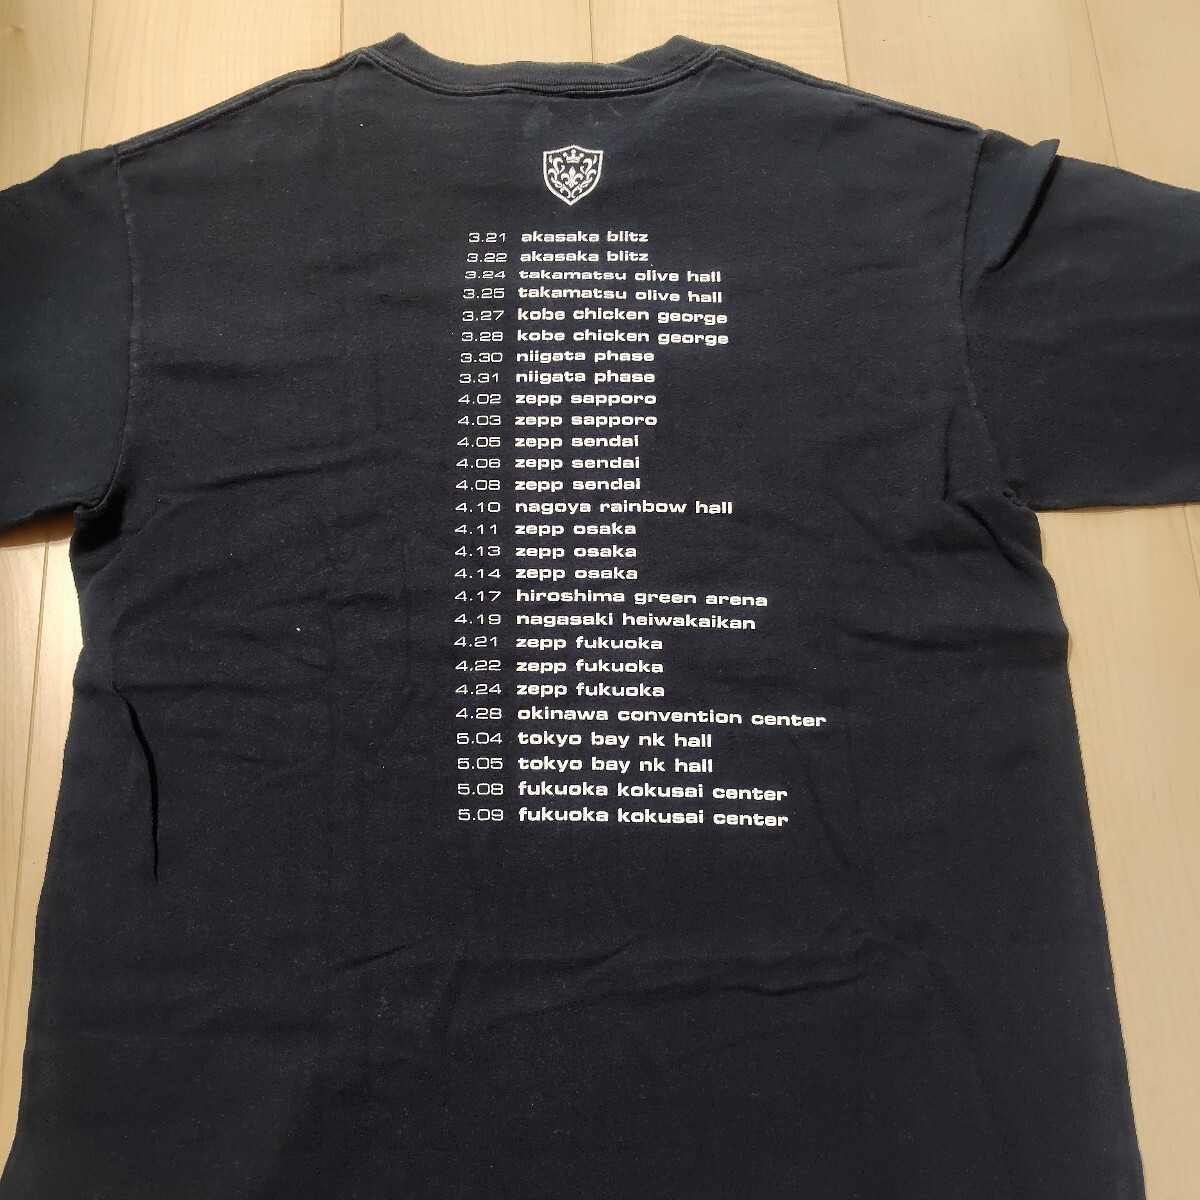 3.21 akasaka blitz
3.22 akasaka blitz
3.24 takamatsu olive hall
3.25 takamatsu olive hall
3.27 kobe chicken george
3.28 kobe chicken george
3.30 niigata phase
3.31 niigata phase
4.02 zepp sapporo
4.03 zepp sapporo
4.05 zepp sendai
4.06 zepp sendai
4.08 zepp sendai
4.10 nagoya rainbow hall
4.11 zepp osaka
4.13 zepp osaka
4.14 zepp osaka
4.17 hiroshima green arena
4.19 nagasaki heiwakaikan
4.21 zepp fukuoka
4.22 zepp fukuoka
4.24 zepp fukuoka
4.28 okinawa convention center
5.04 tokyo bay nk hall
5.05 tokyo bay nk hall
5.08 fukuoka kokusai center
5.09 fukuoka kokusai center